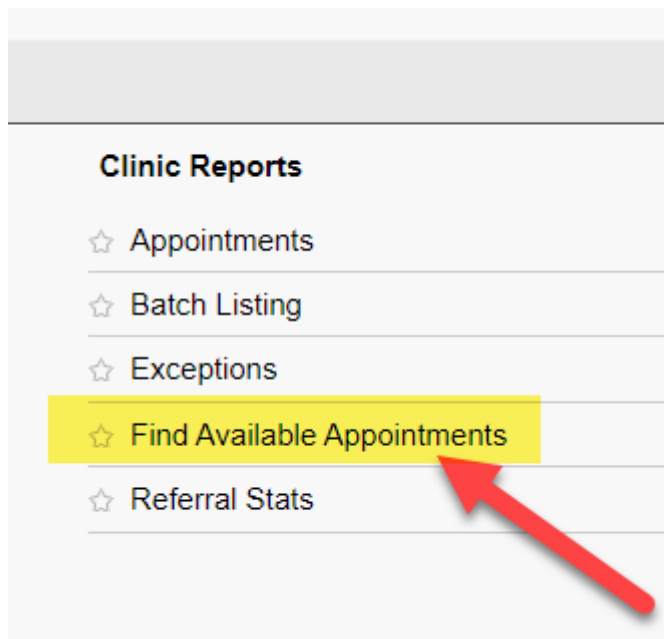 Clinic Reports
Appointments
Batch Listing
Exceptions
Find Available Appointments
Referral Stats